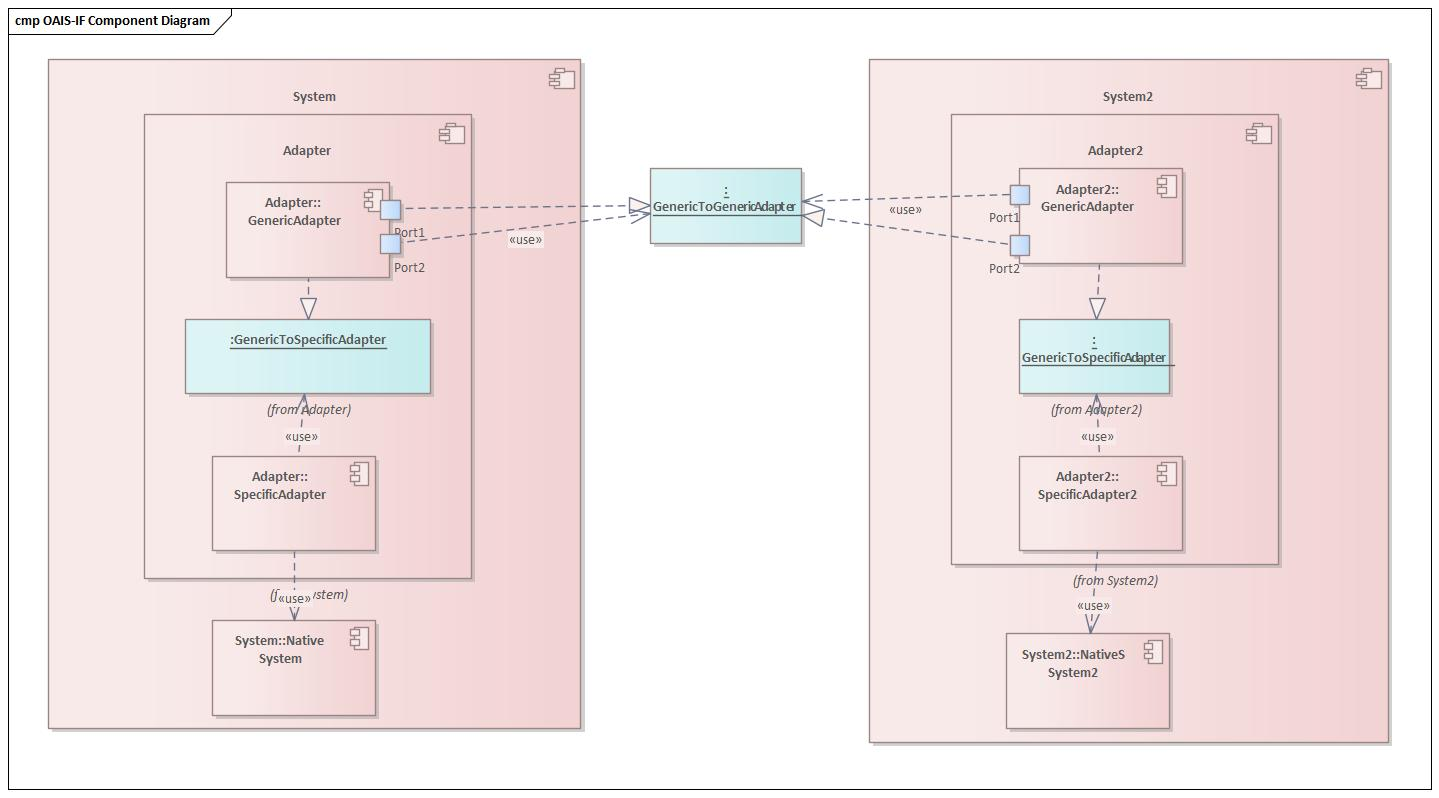 cmp OAIS-IF Component Diagram
System
Adapter
Adapter::
GenericAdapter
Port1
Port2
«use»
:GenericToSpecificAdapter
(from Adapter)
«use»
Adapter::
SpecificAdapter
«use»
System::Native
System
:
GenericToGenericAdapter
System2
Adapter2
«use»
Port1
Adapter2::
GenericAdapter
Port2
:
GenericToSpecificAdapter
(from Adapter2)
«use»
Adapter2::
SpecificAdapter2
(from System2)
«use»
System2::NativeS
System2